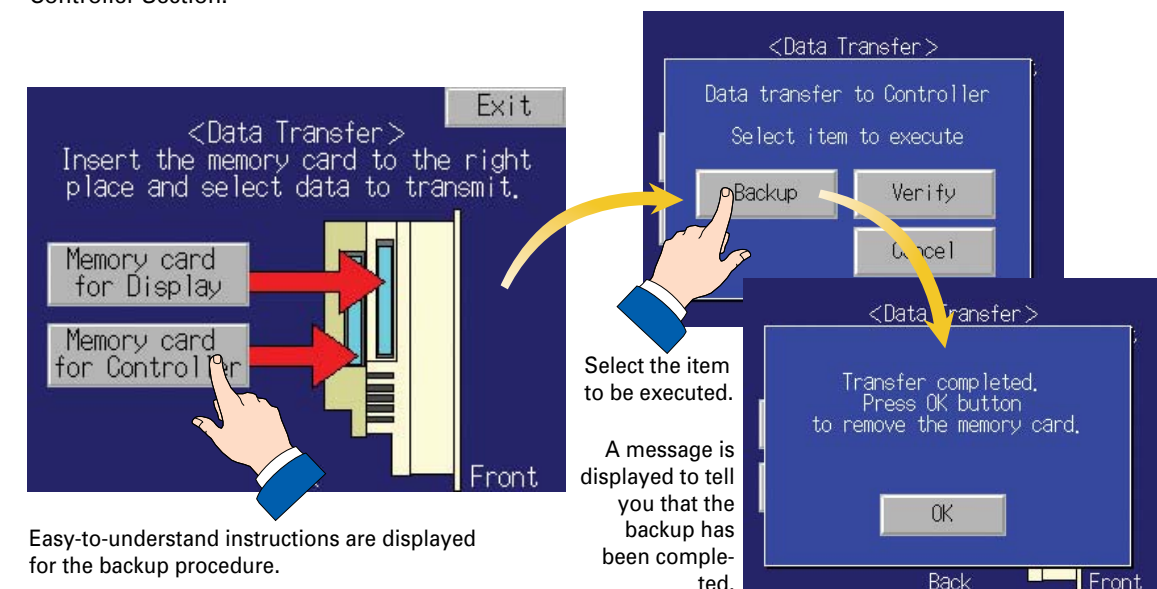 Controller Section.
Exit
<Data Transfer>
Insert the memory card to the right
place and select data to transmit.
Memory card
for Display
Memory card
for Controller
Front
Easy-to-understand instructions are displayed
for the backup procedure.
<Data Transfer>
Data transfer to Controller
Select item to execute
Backup
Verify
Cancel
Select the item
to be executed.
A message is
displayed to tell
you that the
backup has
been comple-
ted.
<Data Transfer>
Transfer completed.
Press OK button
to remove the memory card.
OK
Back
Front